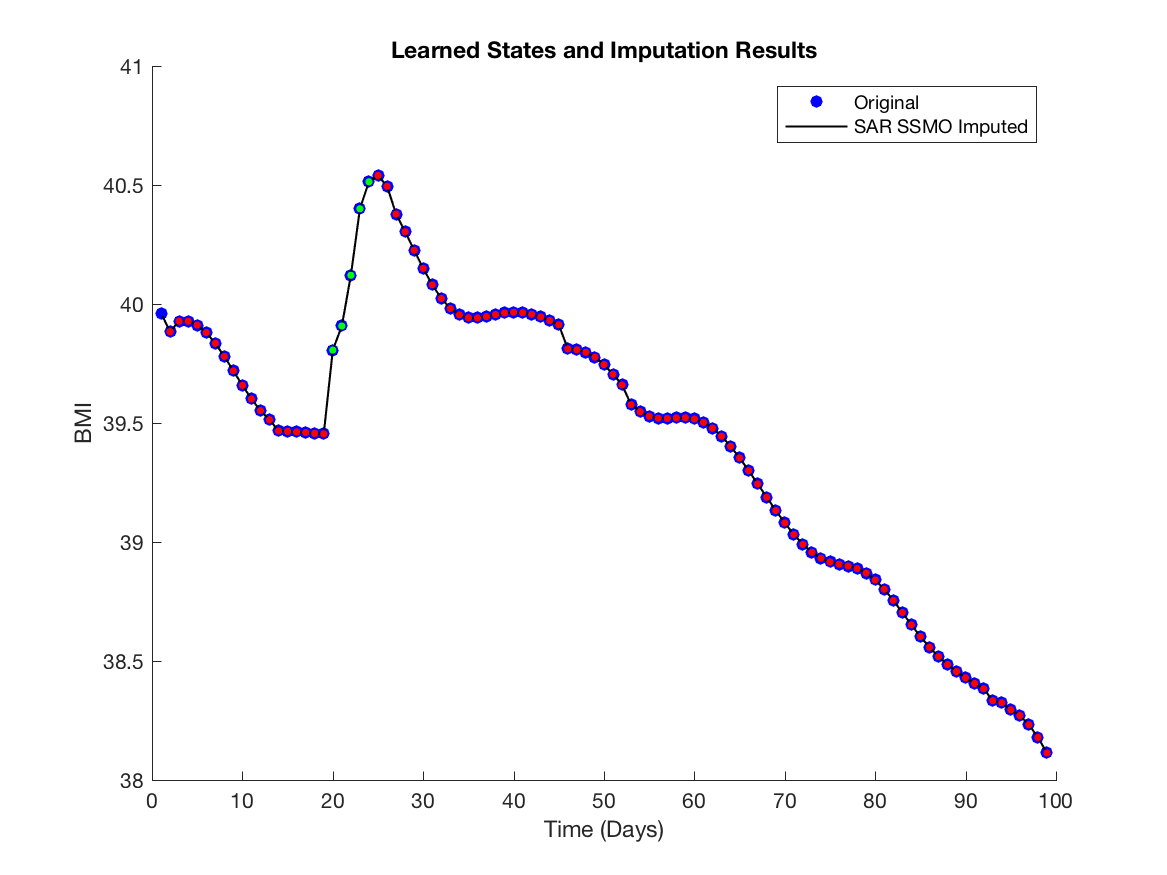 Learned States and Imputation Results
41
40.5
40
39.5
39
38.5
38
BMI
Original
SAR SSMO Imputed
0 10 20 30 40 50 60 70 80 90 100
Time (Days)